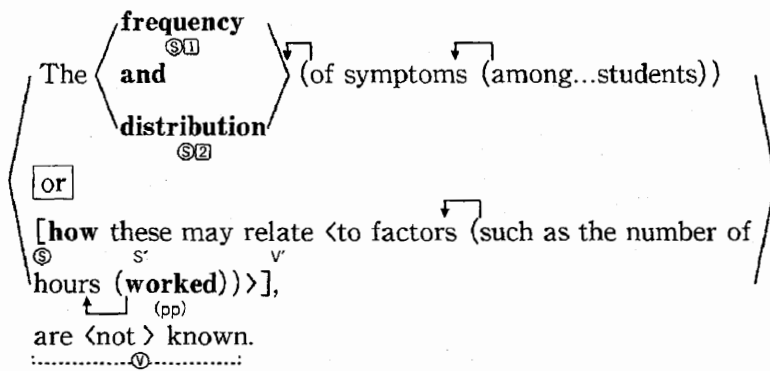 frequency
Ⓢ1
The and (of symptoms (among...students))
distribution
Ⓢ2
or
[how these may relate 〈to factors (such as the number of
Ⓢ S′ V′
hours (worked))〉],
(pp)
are 〈not〉 known.
Ⓥ